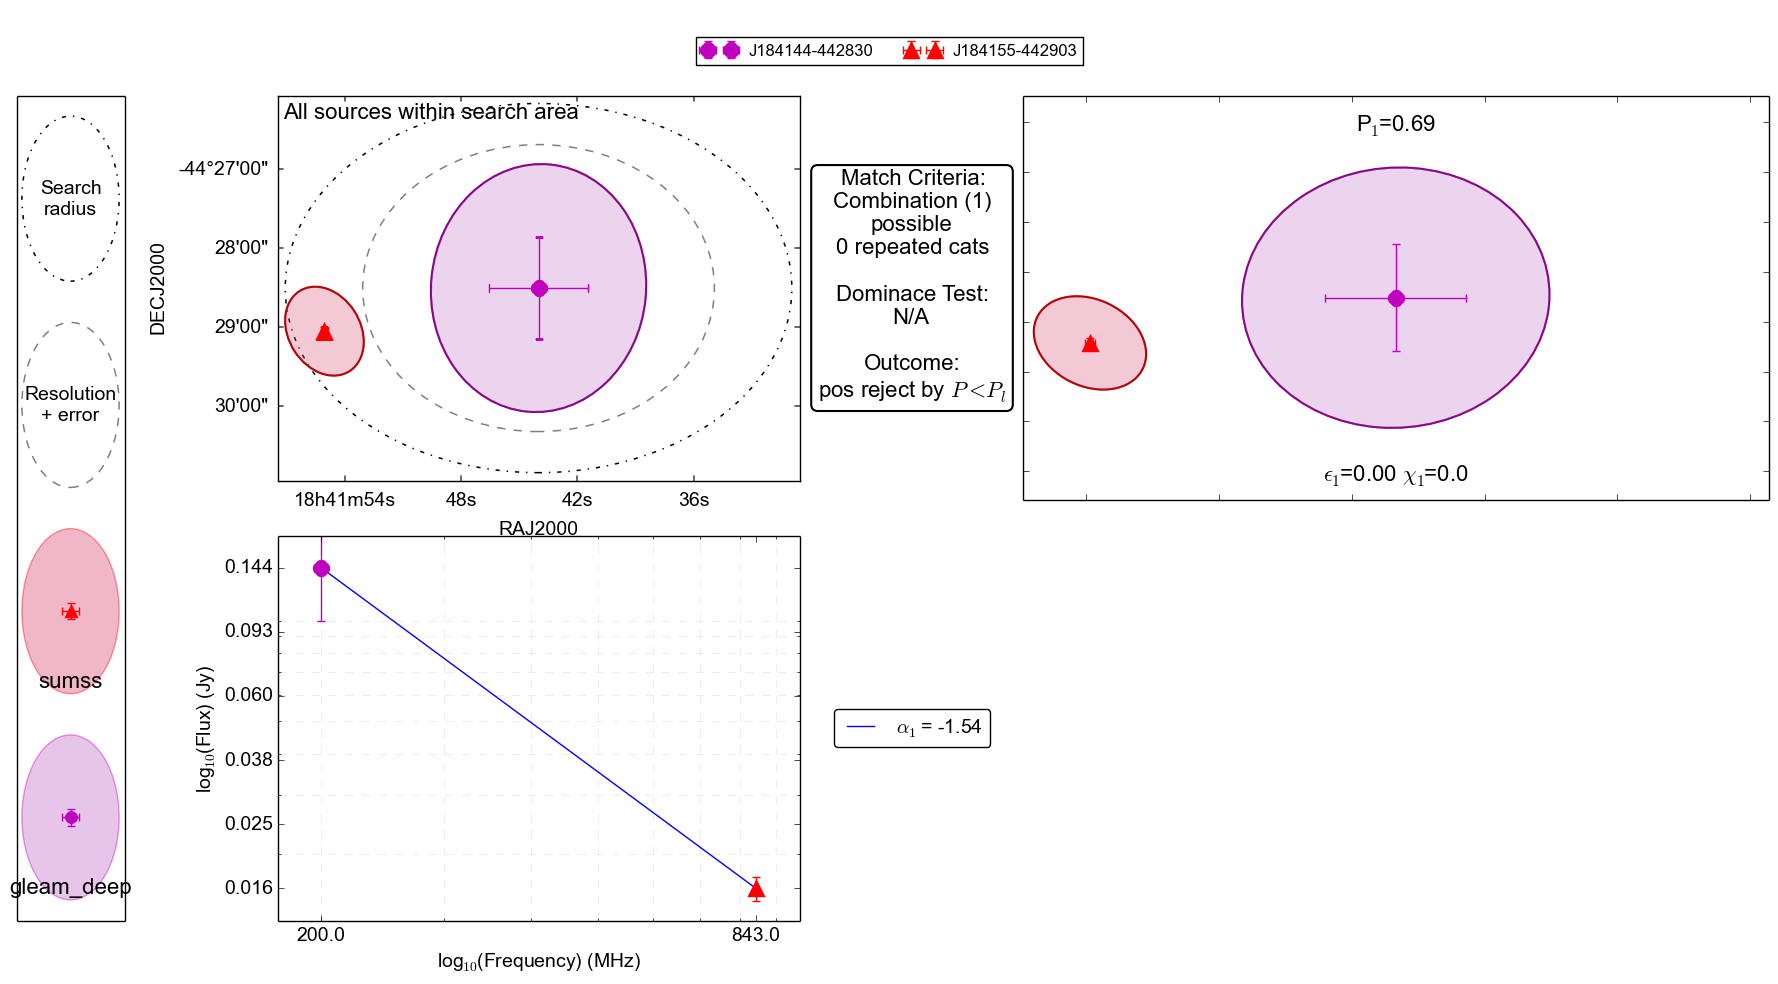 J184144-442830
J184155-442903
Search
radius
Resolution
+ error
sumss
gleam_deep
All sources within search area
DECJ2000
-44°27'00"
28'00"
29'00"
30'00"
18h41m54s
48s
42s
36s
RAJ2000
Match Criteria:
Combination (1)
possible
0 repeated cats
Dominace Test:
N/A
Outcome:
pos reject by P<Pₗ
P₁=0.69
ϵ₁=0.00 χ₁=0.0
log₁₀(Flux) (Jy)
0.144
0.093
0.060
0.038
0.025
0.016
200.0
843.0
log₁₀(Frequency) (MHz)
α₁ = -1.54